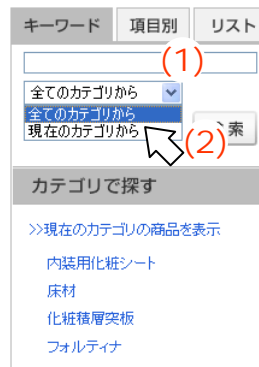 キーワード 項目別 リスト
(1)
全てのカテゴリから
全てのカテゴリから
現在のカテゴリから
(2) 索
カテゴリで探す
>>現在のカテゴリの商品を表示
内装用化粧シート
床材
化粧積層突板
フォルティナ